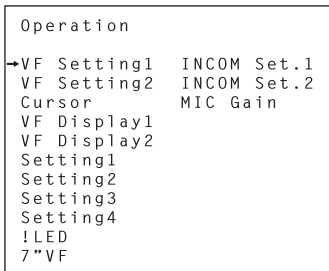 Operation
→VF Setting1 INCOM Set.1
VF Setting2 INCOM Set.2
Cursor MIC Gain
VF Display1
VF Display2
Setting1
Setting2
Setting3
Setting4
!LED
7”VF